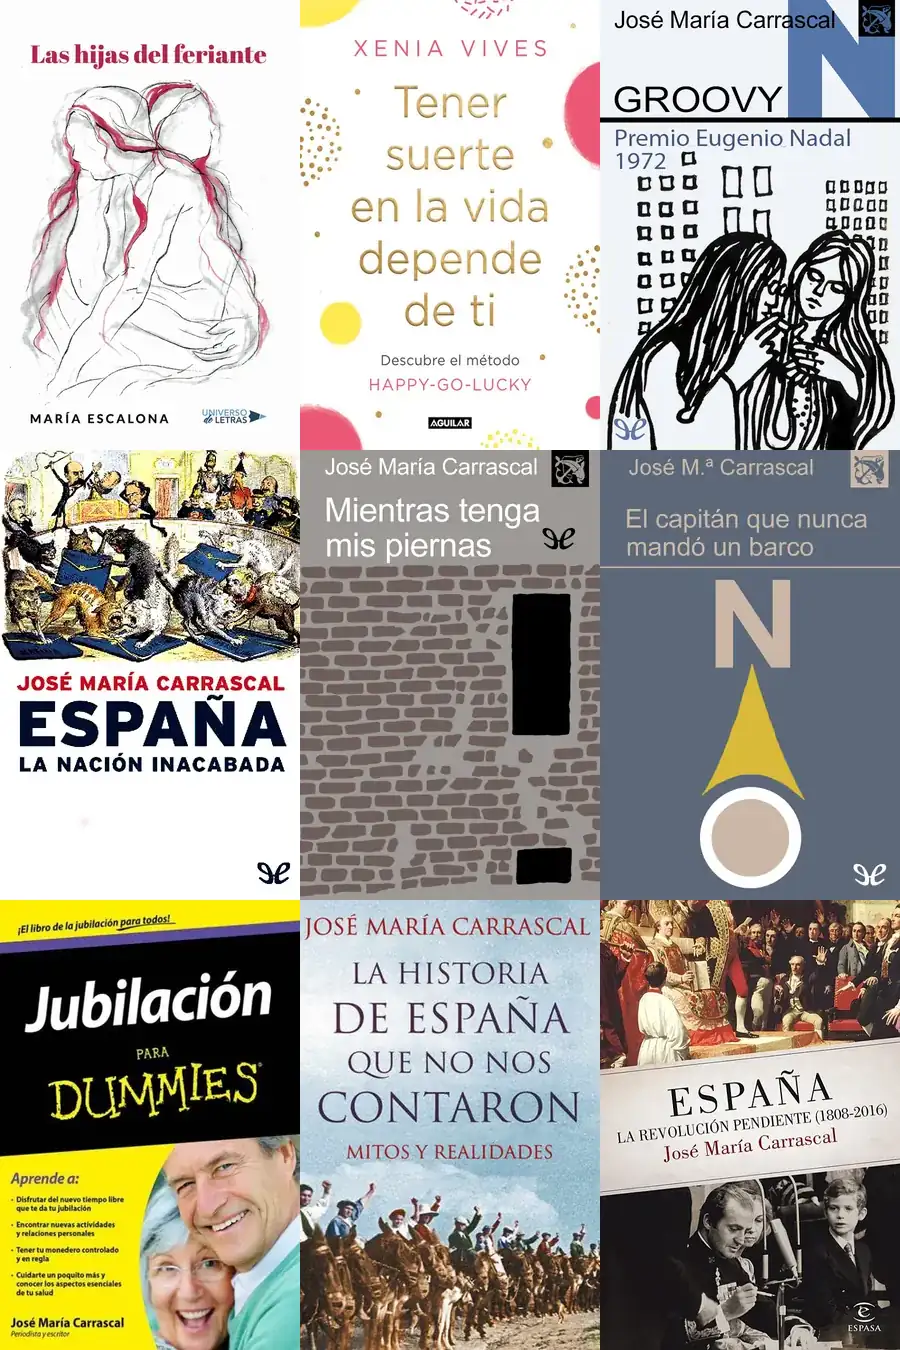 Las hijas del feriante
MARÍA ESCALONA
UNIVERSO
de LETRAS
XENIA VIVES
Tener
suerte
en la vida
depende
de ti
Descubre el método
HAPPY-GO-LUCKY
AGUILAR
José María Carrascal
N
GROOVY
Premio Eugenio Nadal
1972
JOSÉ MARÍA CARRASCAL
ESPAÑA
LA NACIÓN INACABADA
José María Carrascal
Mientras tenga
mis piernas
José M.ª Carrascal
El capitán que nunca
mandó un barco
N
¡El libro de la jubilación para todos!
Jubilación
PARA
DUMMIES
Aprende a:
• Disfrutar del nuevo tiempo libre
que te da tu jubilación
• Encontrar nuevas actividades
y relaciones personales
• Tener tu monedero controlado
y en regla
• Cuidarte un poquito más y
conocer los aspectos esenciales
de tu salud
José María Carrascal
Periodista y escritor
JOSÉ MARÍA CARRASCAL
LA HISTORIA
DE ESPAÑA
QUE NO NOS
CONTARON
MITOS Y REALIDADES
ESPAÑA
LA REVOLUCIÓN PENDIENTE (1808-2016)
José María Carrascal
ESPASA